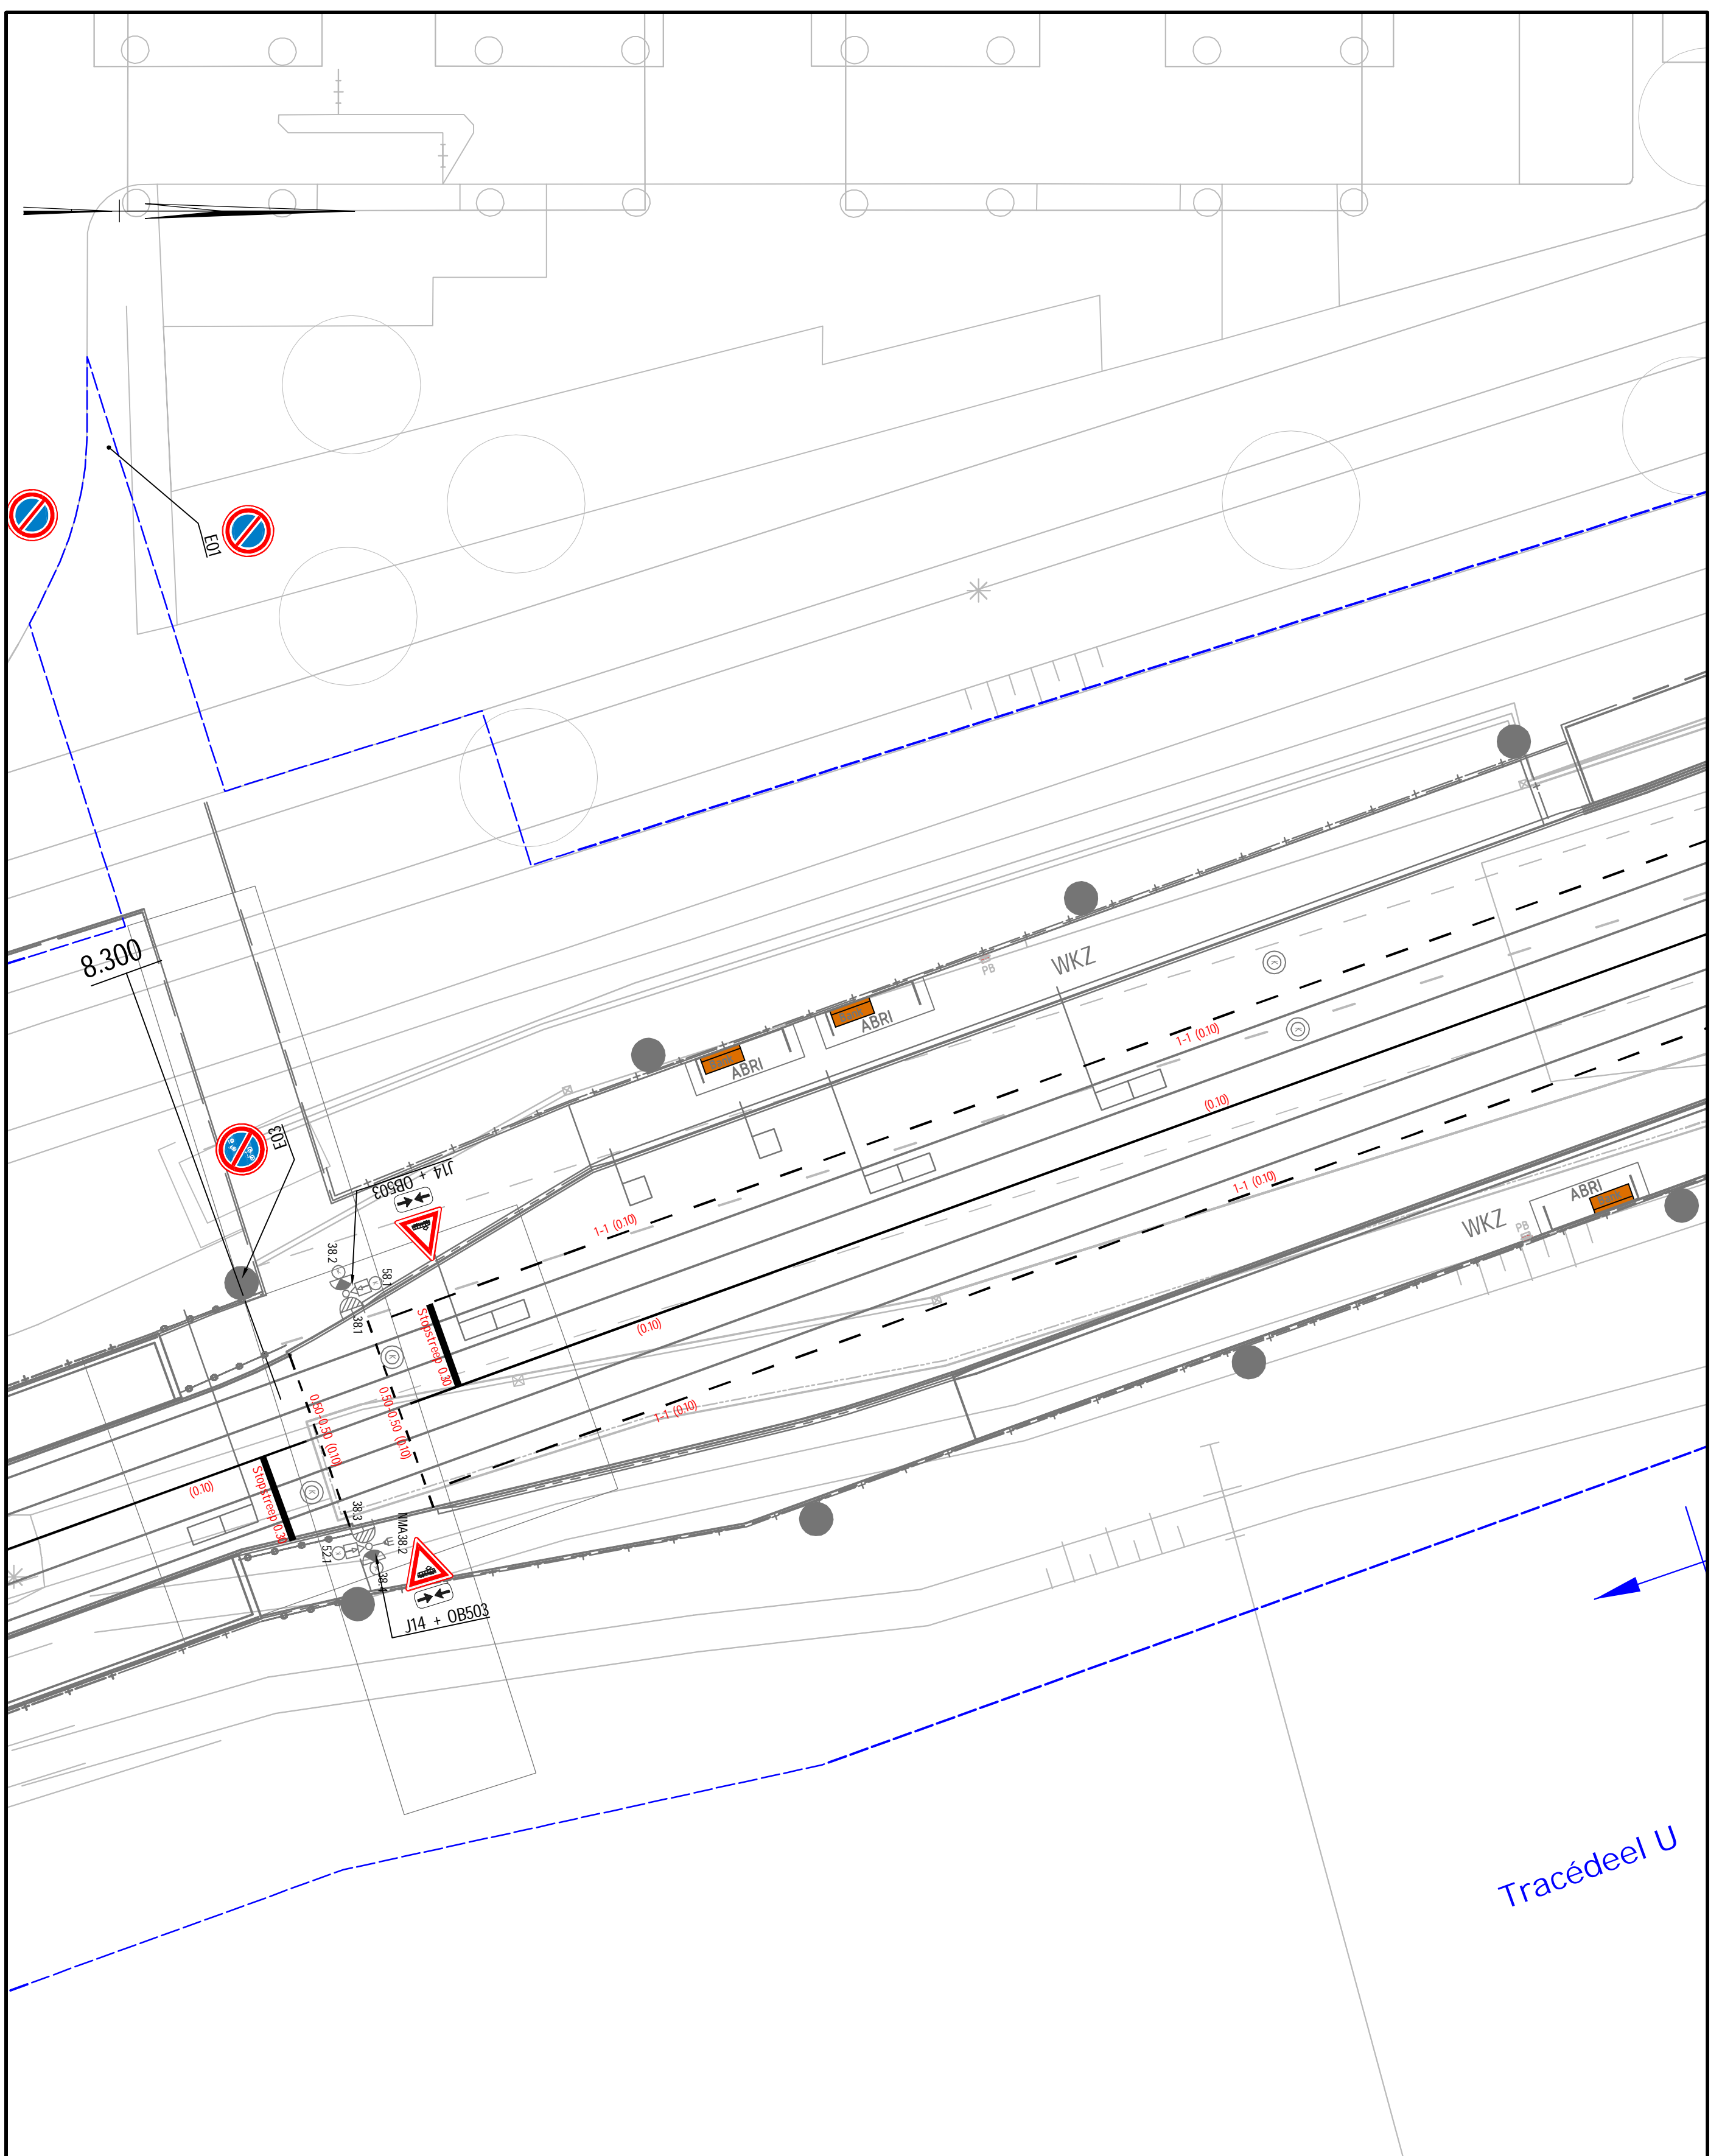 E01
8.300
E03
J14 + OB503
38.2
58.1
38.1
WKZ
PB
ABRI
ABRI
1-1 (0.10)
(0.10)
1-1 (0.10)
1-1 (0.10)
(0.10)
1-1 (0.10)
Stopstreep 0.30
0.50-0.50 (0.10)
0.50-0.50 (0.10)
(0.10)
Stopstreep 0.30
ABRI
WKZ
PB
38.3
NMA38.2
52.1
38.4
J14 + OB503
Tracédeel U